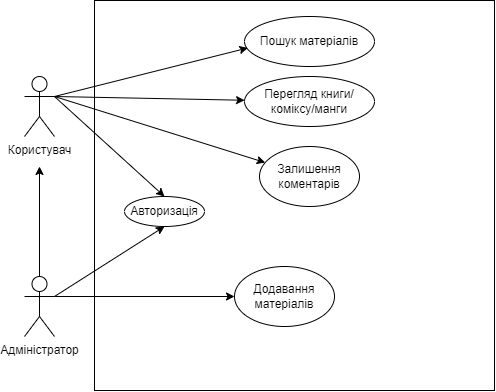 Пошук матеріалів
Перегляд книги/
коміксу/манги
Користувач
Залишення
коментарів
Авторизація
Додавання
матеріалів
Адміністратор